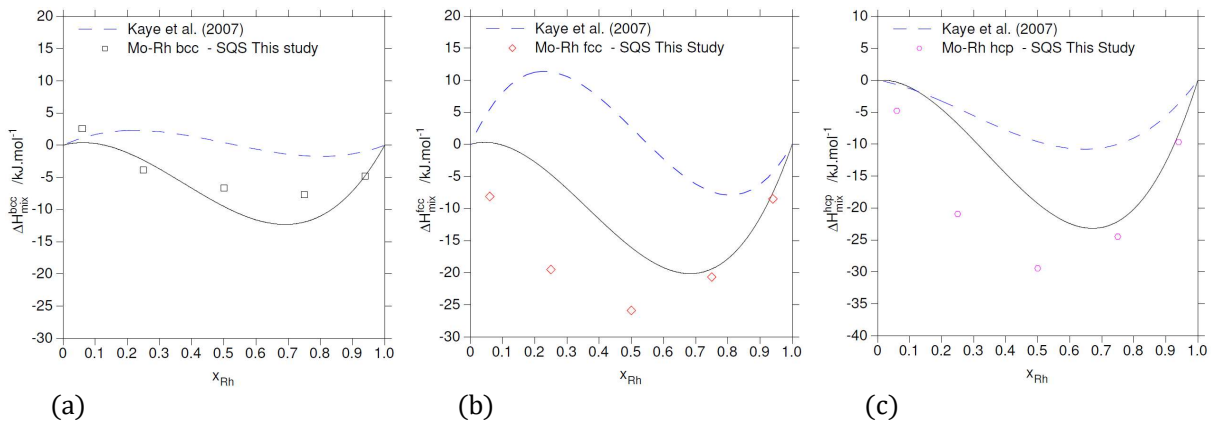 Kaye et al. (2007)
Mo-Rh bcc - SQS This study
20
15
10
5
0
-5
-10
-15
-20
-25
-30
ΔH_mix^bcc /kJ.mol⁻¹
0 0.1 0.2 0.3 0.4 0.5 0.6 0.7 0.8 0.9 1.0
x_Rh
(a)
Kaye et al. (2007)
Mo-Rh fcc - SQS This Study
20
15
10
5
0
-5
-10
-15
-20
-25
-30
ΔH_mix^fcc /kJ.mol⁻¹
0 0.1 0.2 0.3 0.4 0.5 0.6 0.7 0.8 0.9 1.0
x_Rh
(b)
Kaye et al. (2007)
Mo-Rh hcp - SQS This Study
10
5
0
-5
-10
-15
-20
-25
-30
-35
-40
ΔH_mix^hcp /kJ.mol⁻¹
0 0.1 0.2 0.3 0.4 0.5 0.6 0.7 0.8 0.9 1.0
x_Rh
(c)